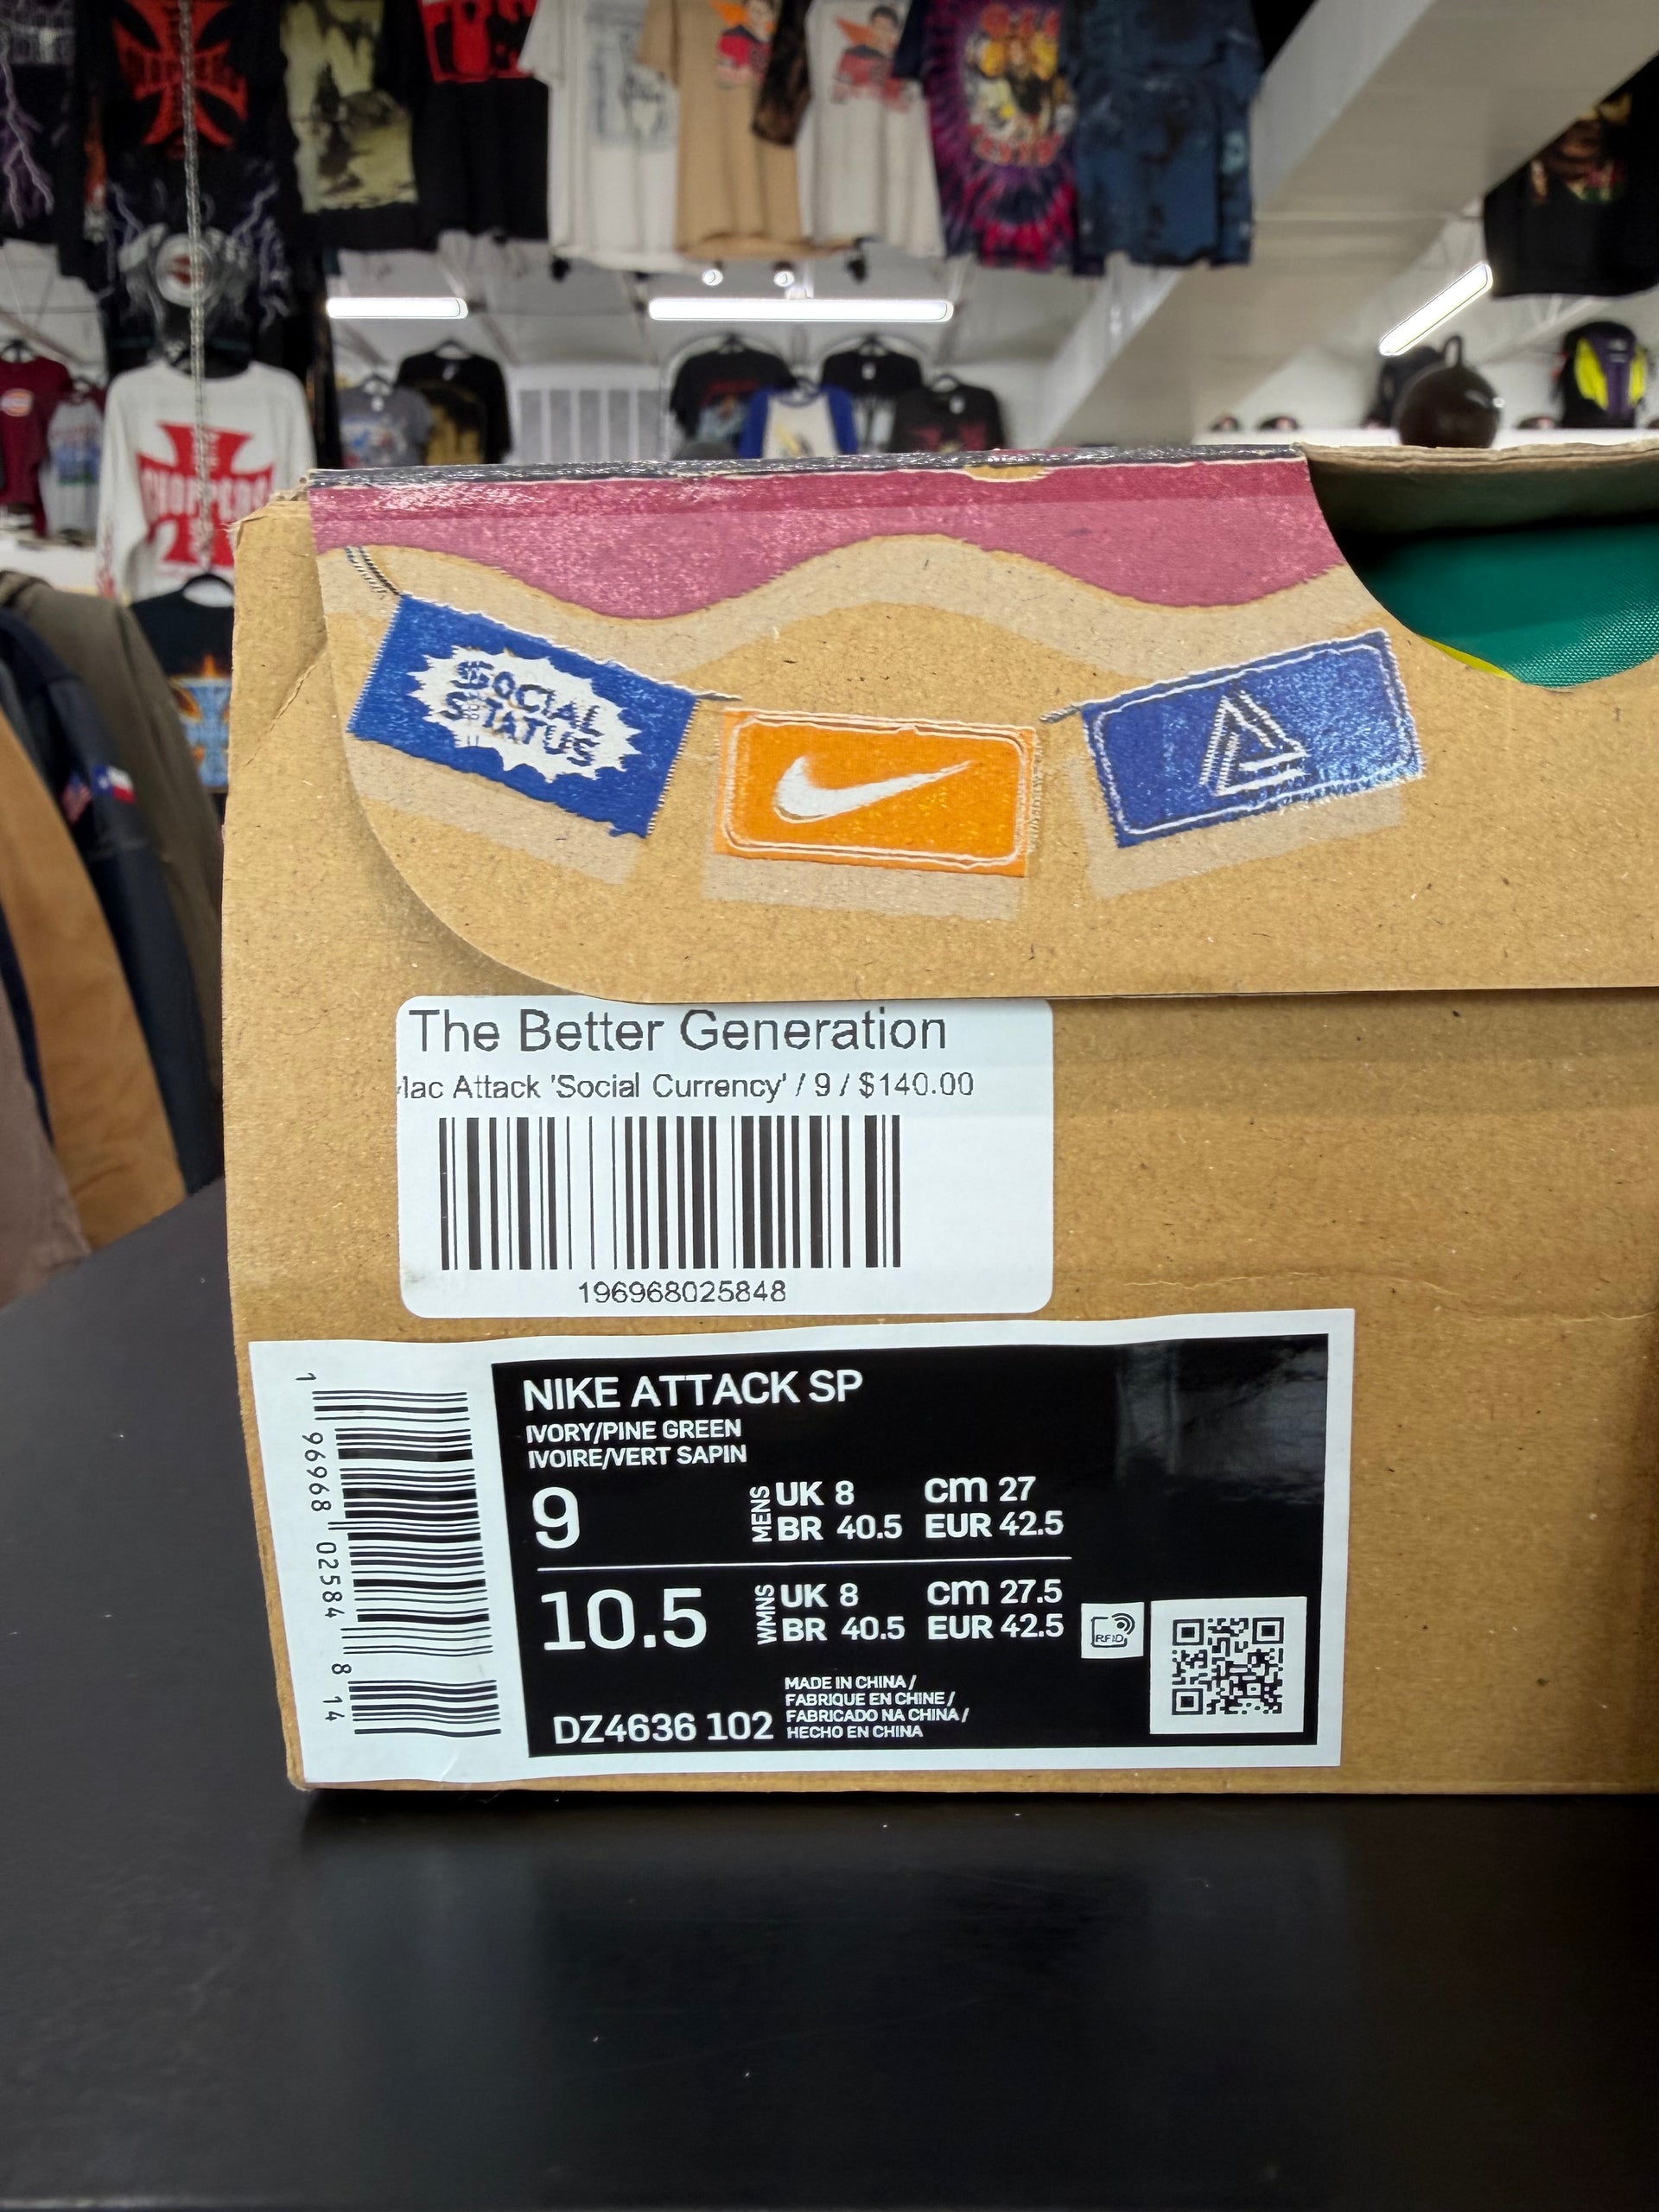 CHOPPERS
SOCIAL
STATUS
The Better Generation
Mac Attack 'Social Currency' / 9 / $140.00
196968025848
NIKE ATTACK SP
IVORY/PINE GREEN
IVOIRE/VERT SAPIN
9
MENS
UK 8 cm 27
BR 40.5 EUR 42.5
10.5
WMNS
UK 8 cm 27.5
BR 40.5 EUR 42.5
RFID
DZ4636 102
MADE IN CHINA /
FABRIQUE EN CHINE /
FABRICADO NA CHINA /
HECHO EN CHINA
1 96968 02584 8 14